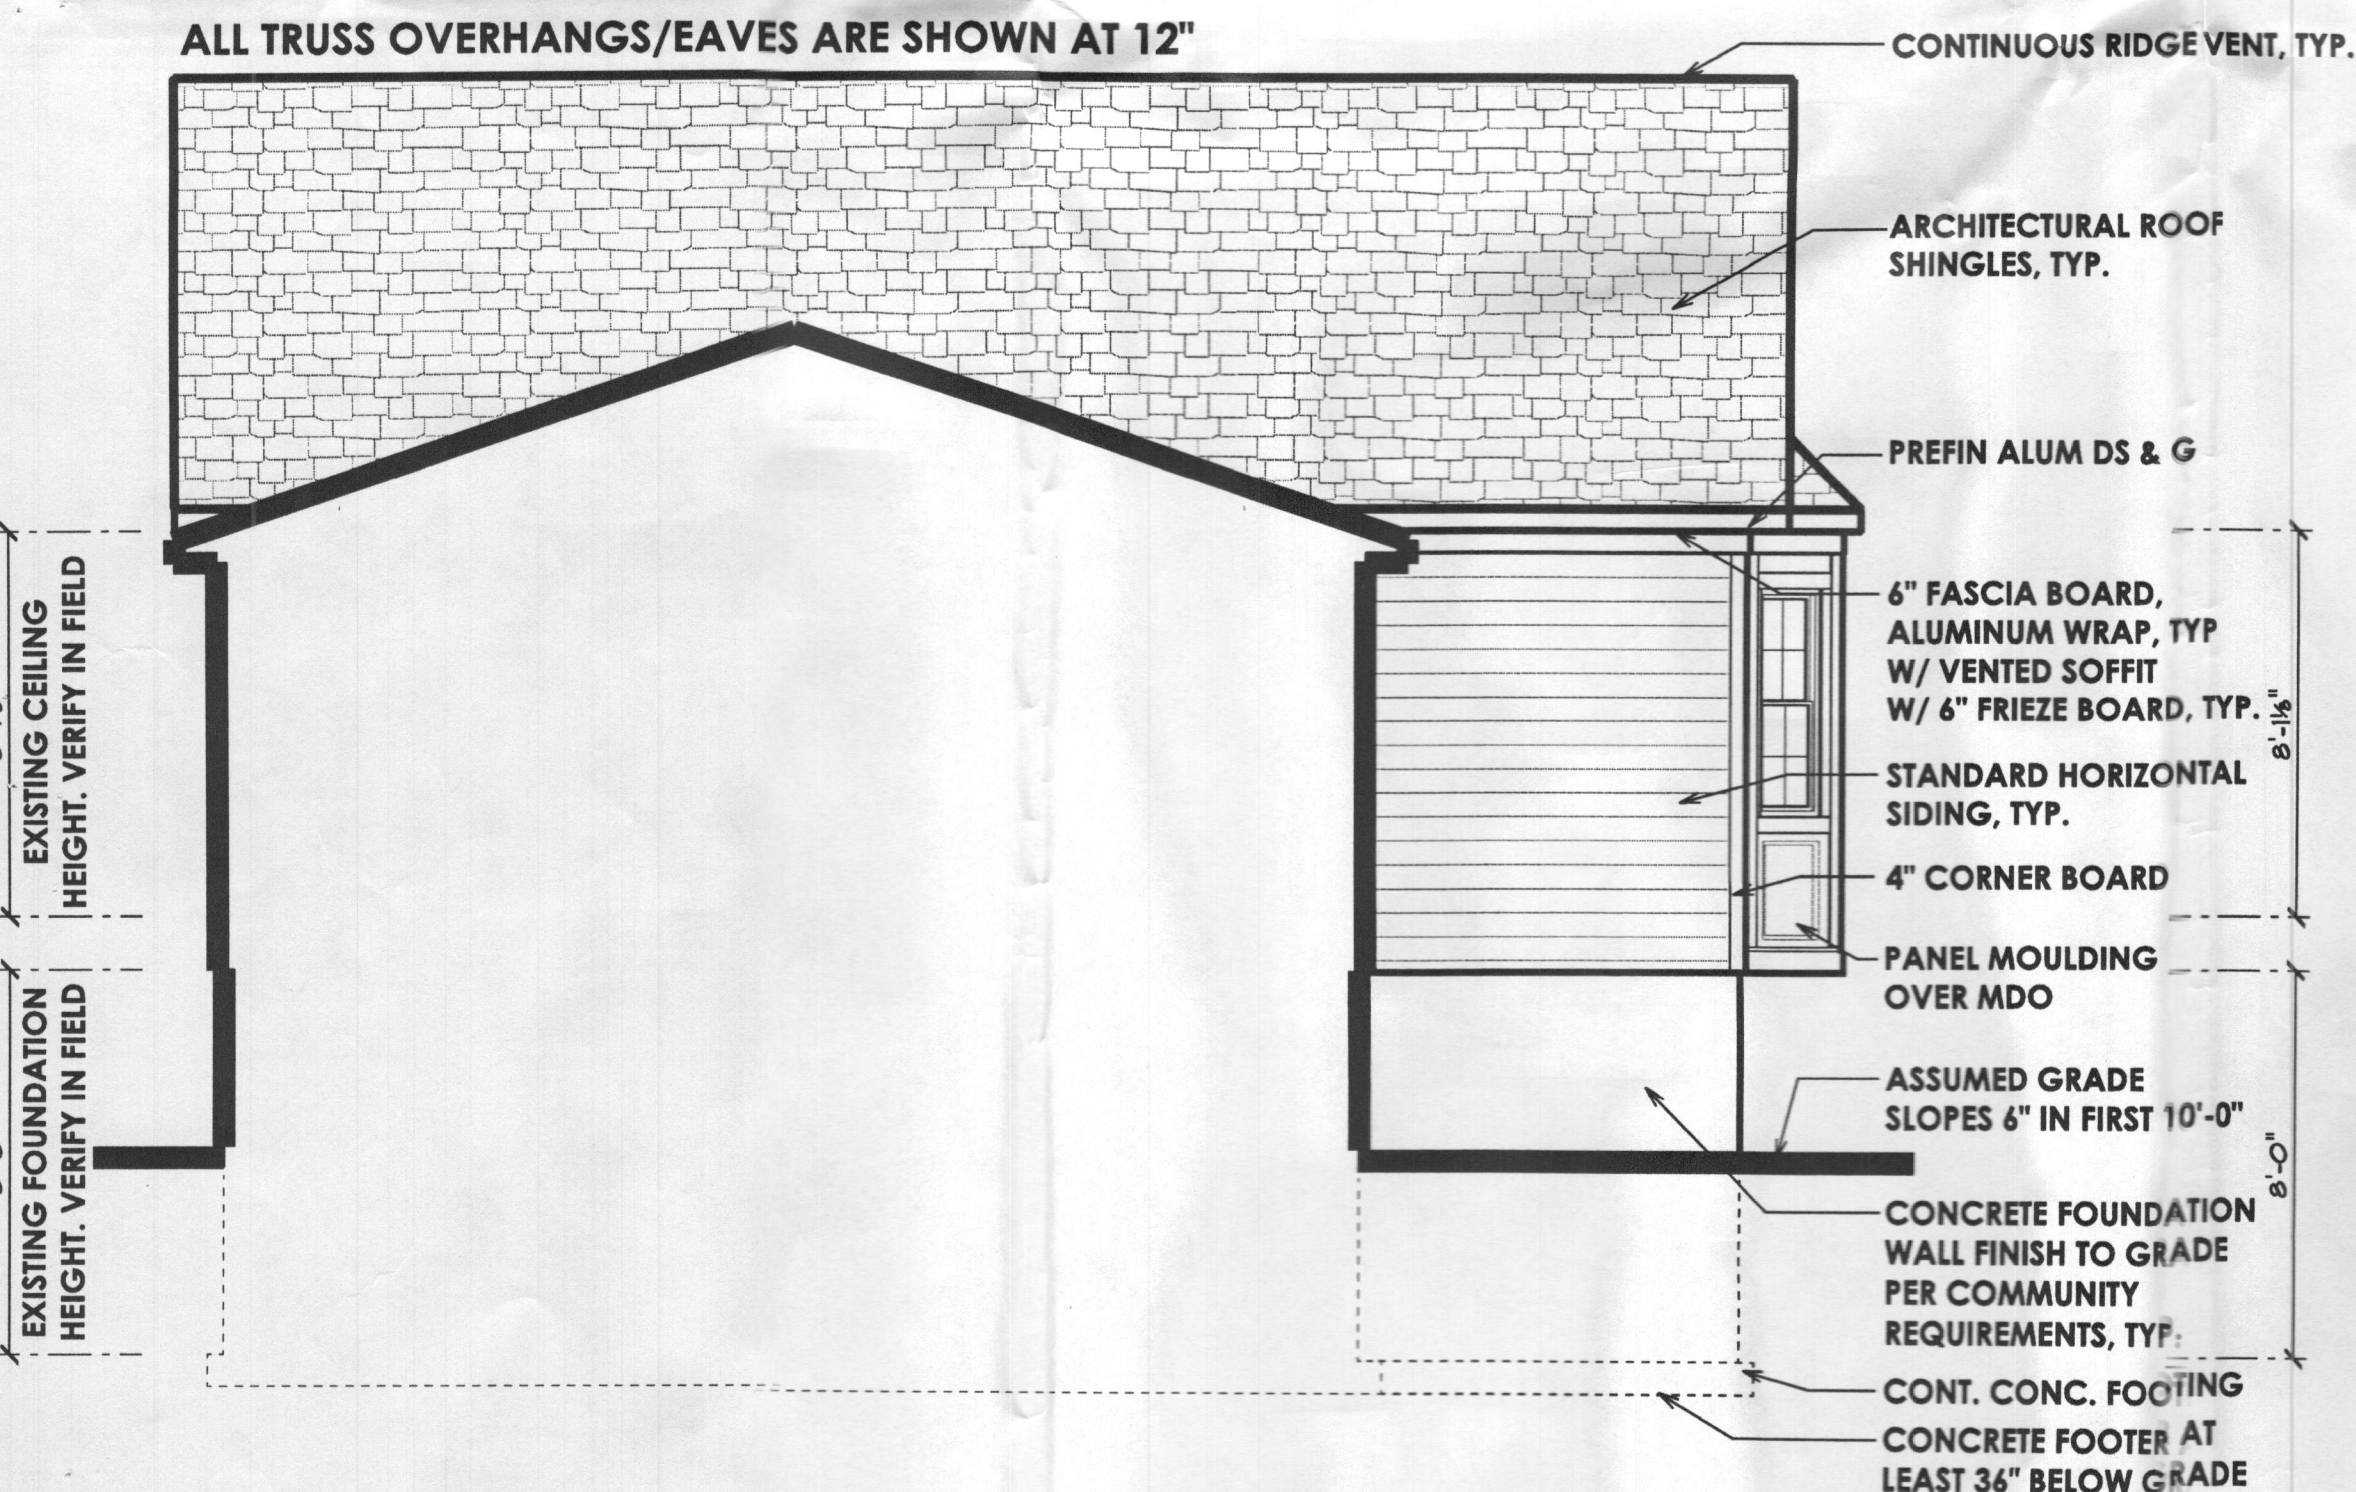 ALL TRUSS OVERHANGS/EAVES ARE SHOWN AT 12"
CONTINUOUS RIDGE VENT, TYP.
ARCHITECTURAL ROOF
SHINGLES, TYP.
PREFIN ALUM DS & G
6" FASCIA BOARD,
ALUMINUM WRAP, TYP
W/ VENTED SOFFIT
W/ 6" FRIEZE BOARD, TYP.
8'-1⅛"
STANDARD HORIZONTAL
SIDING, TYP.
4" CORNER BOARD
PANEL MOULDING
OVER MDO
ASSUMED GRADE
SLOPES 6" IN FIRST 10'-0"
8'-0"
CONCRETE FOUNDATION
WALL FINISH TO GRADE
PER COMMUNITY
REQUIREMENTS, TYP.
CONT. CONC. FOOTING
CONCRETE FOOTER AT
LEAST 36" BELOW GRADE
EXISTING CEILING
HEIGHT. VERIFY IN FIELD
EXISTING FOUNDATION
HEIGHT. VERIFY IN FIELD